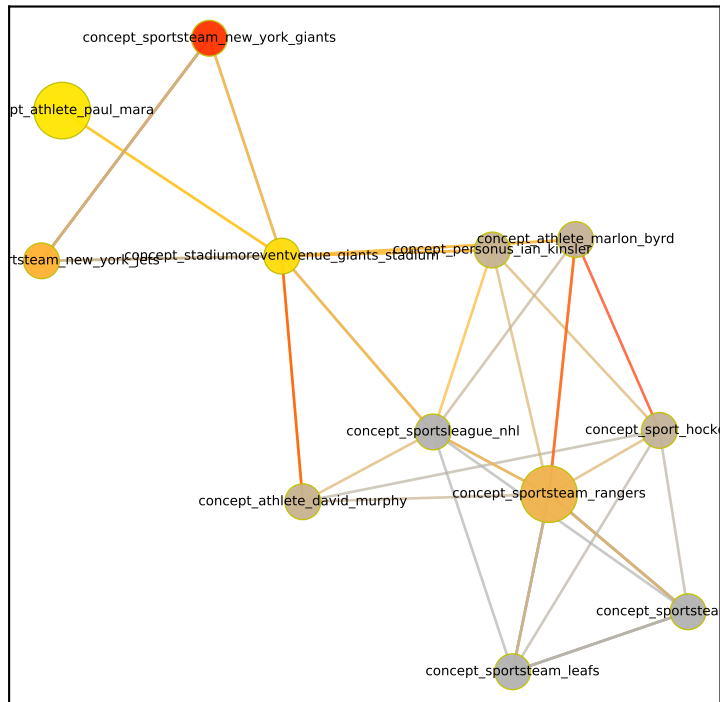 concept_sportsteam_new_york_giants
pt_athlete_paul_mara
concept_athlete_marlon_byrd
concept_personus_ian_kinsler
rtsteam_new_york_jets
concept_stadiumoreventvenue_giants_stadium
concept_sportsleague_nhl
concept_sport_hocke
concept_sportsteam_rangers
concept_athlete_david_murphy
concept_sportstea
concept_sportsteam_leafs